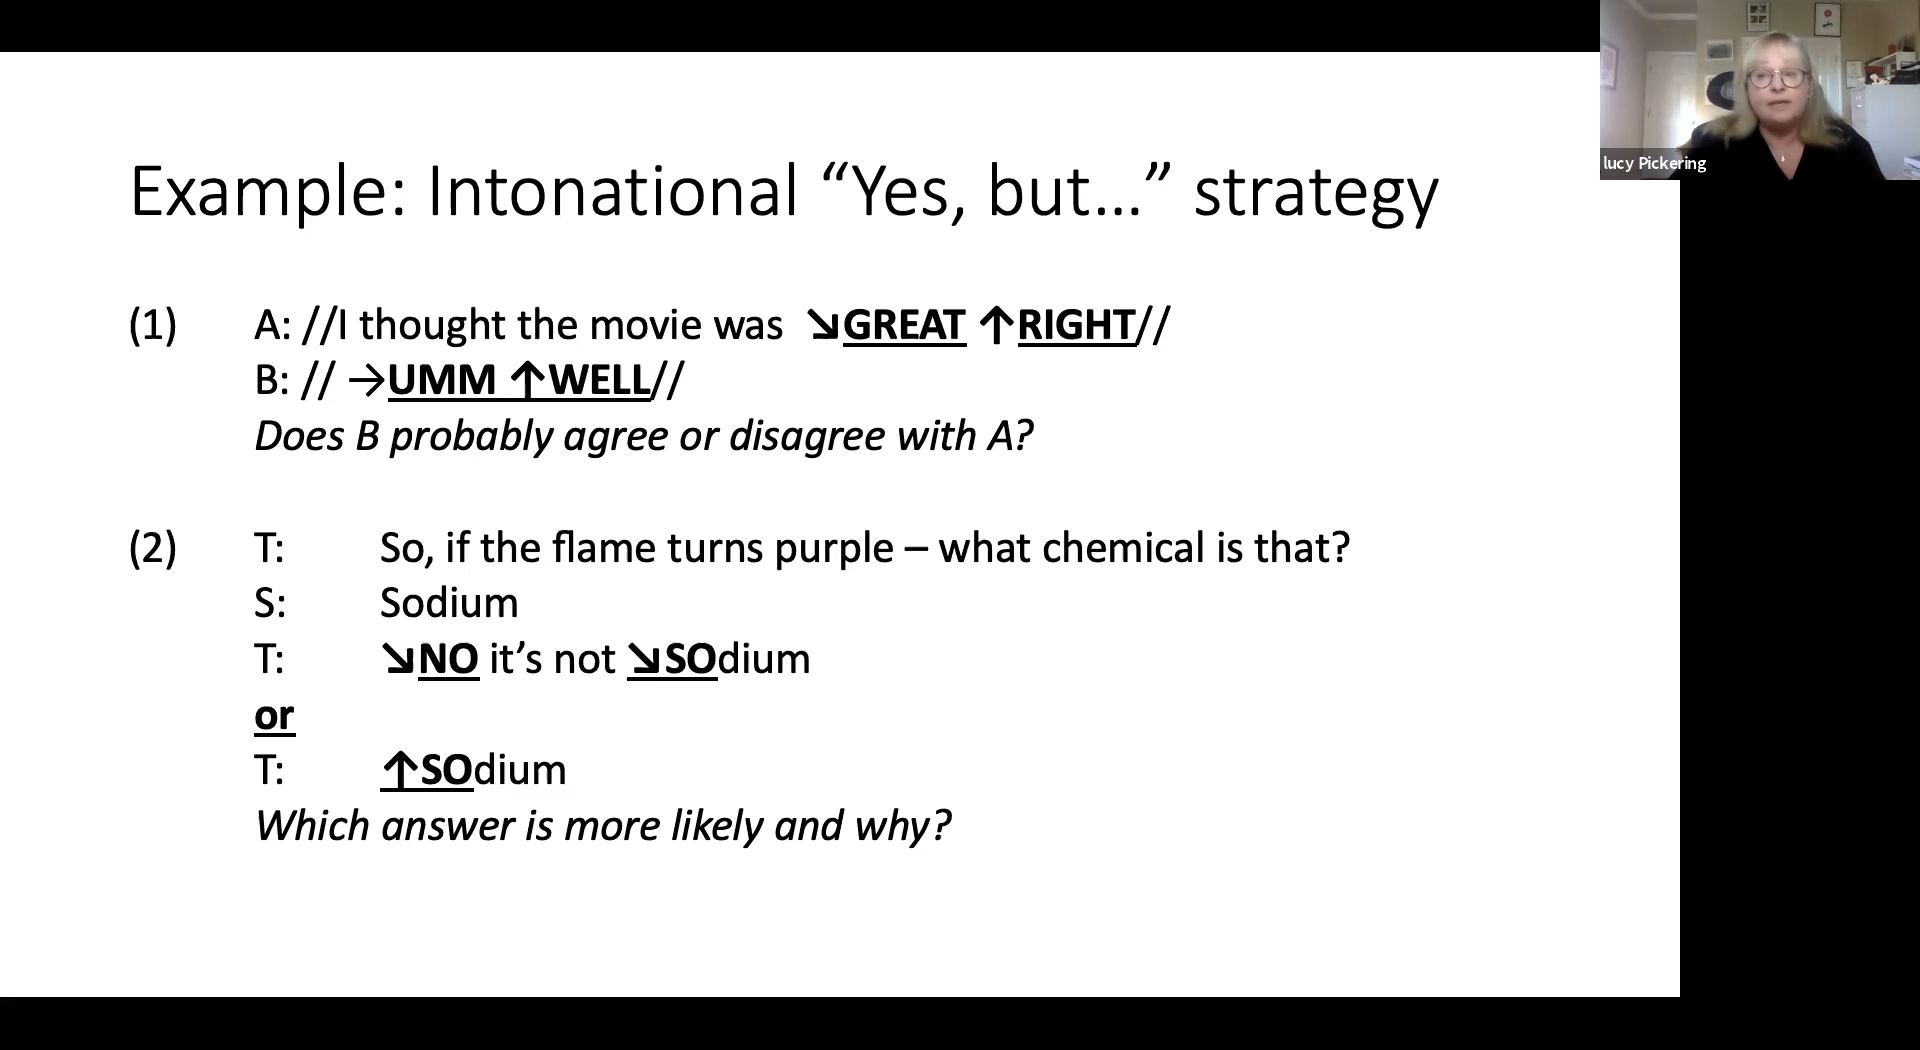 Example: Intonational “Yes, but…” strategy
(1) A: //I thought the movie was ↘GREAT ↑RIGHT//
B: // →UMM ↑WELL//
Does B probably agree or disagree with A?
(2) T: So, if the flame turns purple – what chemical is that?
S: Sodium
T: ↘NO it’s not ↘SOdium
or
T: ↑SOdium
Which answer is more likely and why?
lucy Pickering